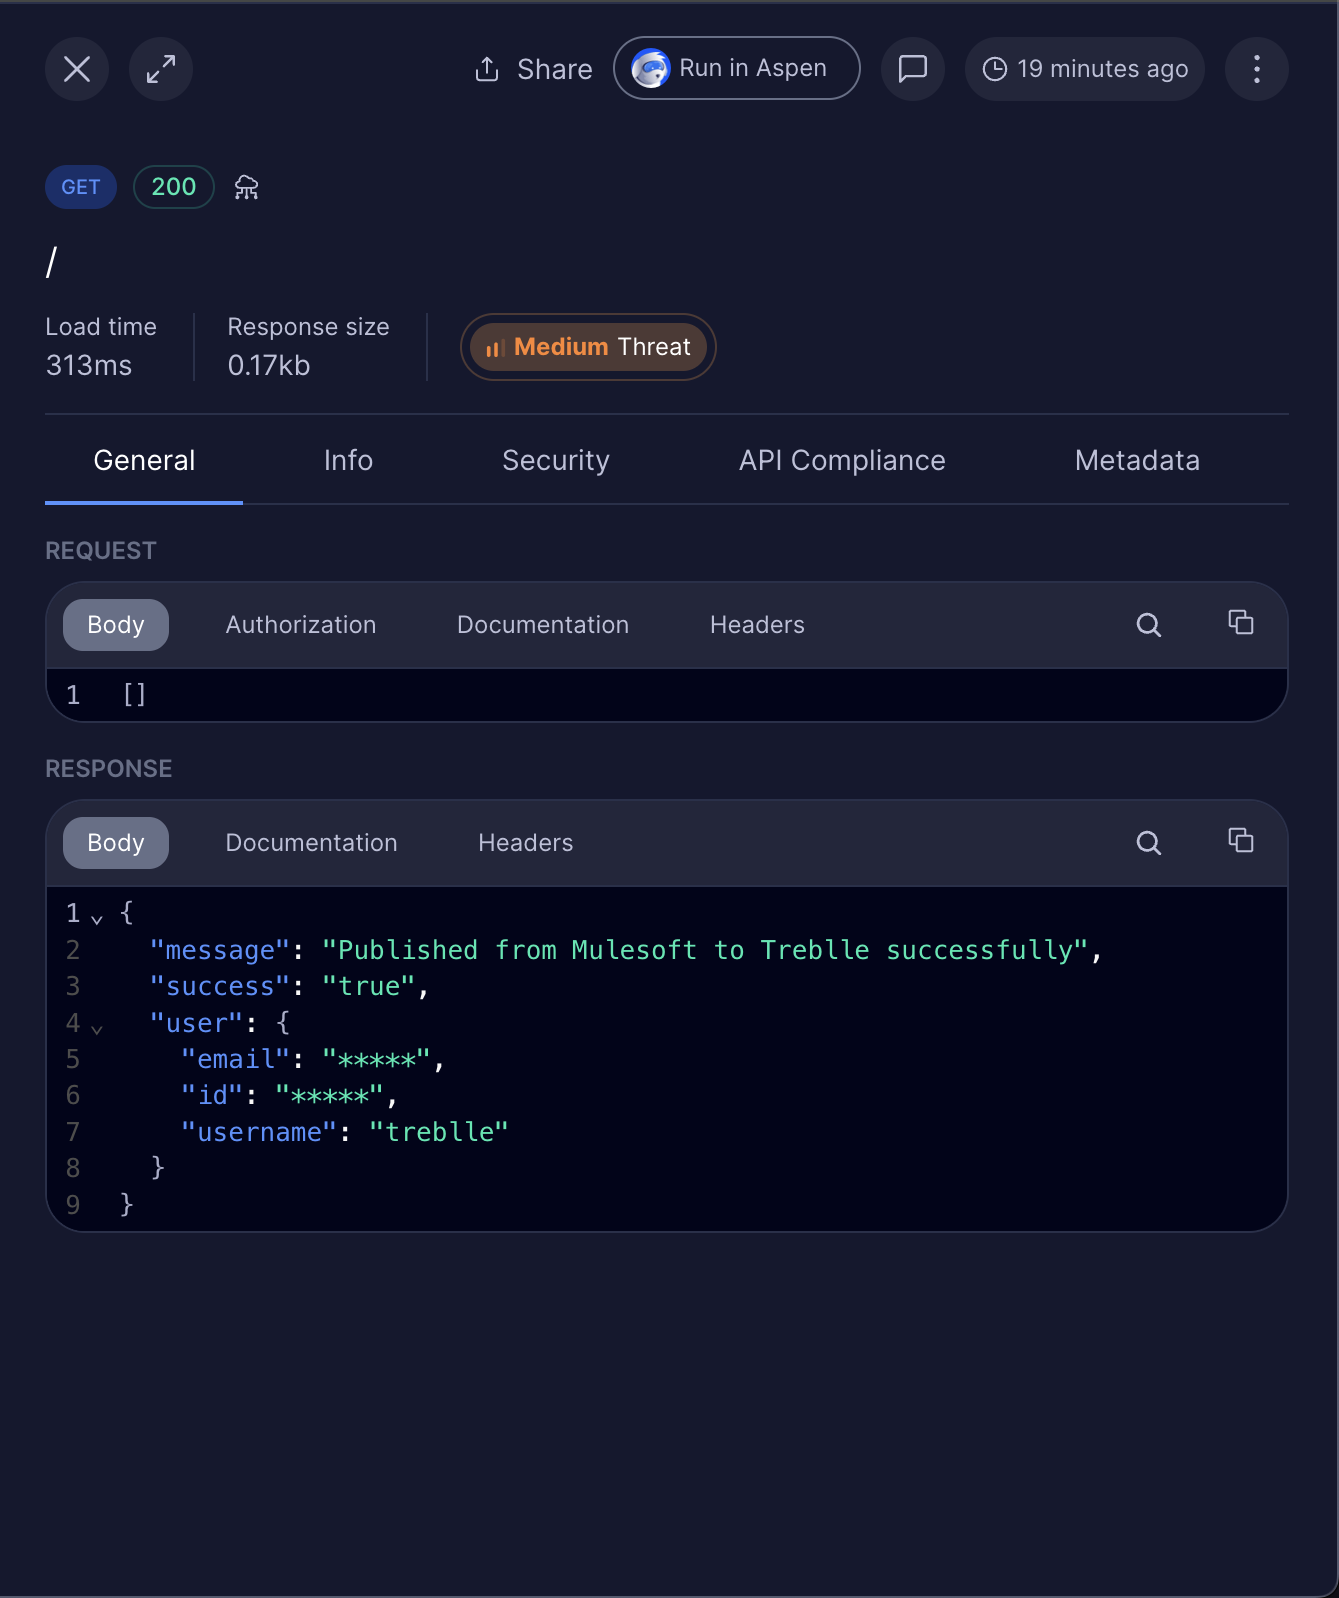 Share Run in Aspen 19 minutes ago
GET 200
/
Load time Response size
313ms 0.17kb Medium Threat
General Info Security API Compliance Metadata
REQUEST
Body Authorization Documentation Headers
1 []
RESPONSE
Body Documentation Headers
1 {
2 "message": "Published from Mulesoft to Treblle successfully",
3 "success": "true",
4 "user": {
5 "email": "*****",
6 "id": "*****",
7 "username": "treblle"
8 }
9 }